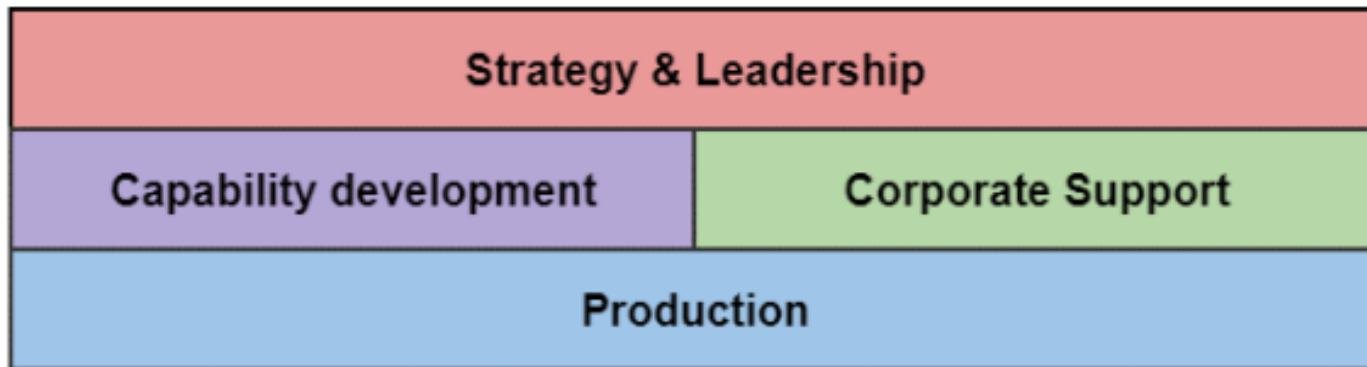 Strategy & Leadership
Capability development
Corporate Support
Production